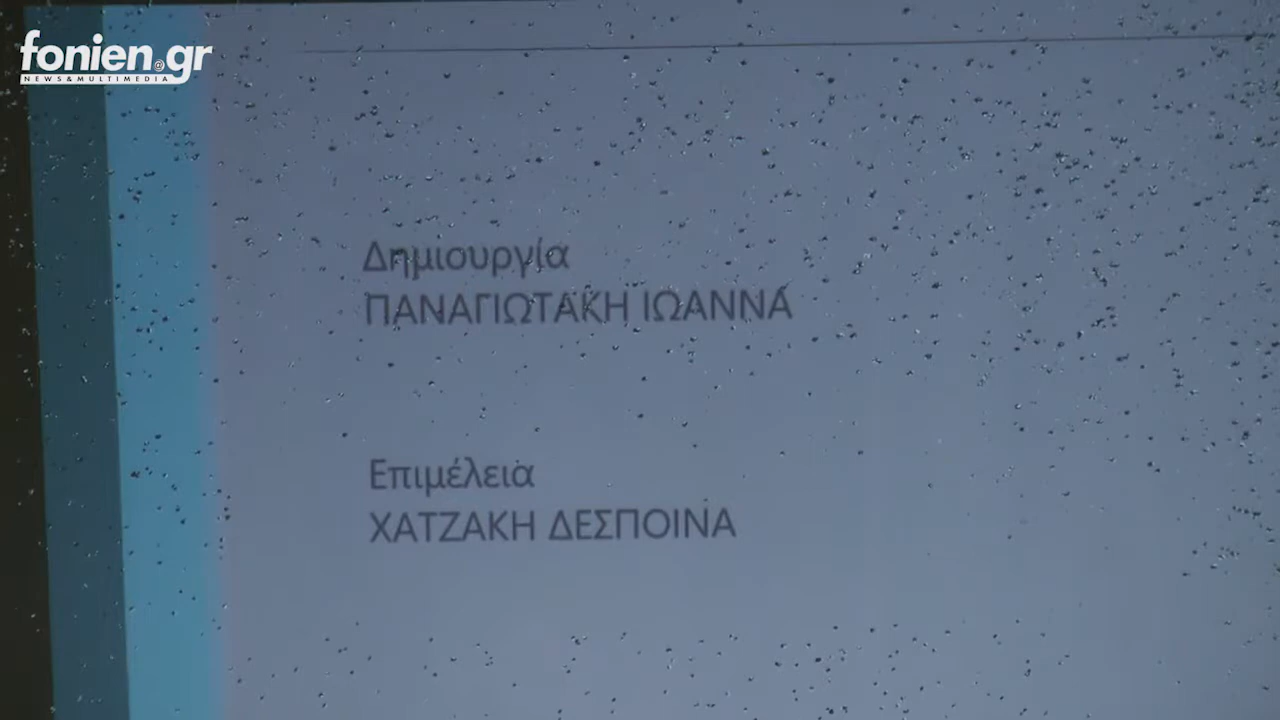 fonien.gr
NEWS&MULTIMEDIA
Δημιουργία
ΠΑΝΑΓΙΩΤΑΚΗ ΙΩΑΝΝΑ
Επιμέλεια
ΧΑΤΖΑΚΗ ΔΕΣΠΟΙΝΑ